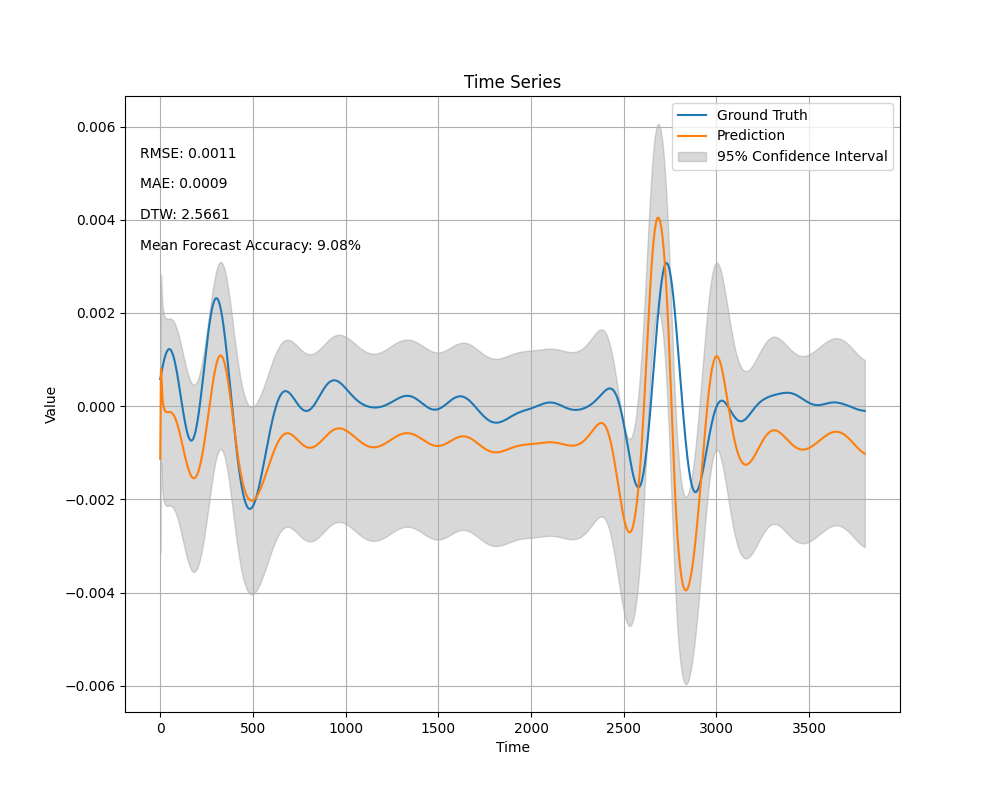 Time Series
Ground Truth
Prediction
95% Confidence Interval
RMSE: 0.0011
MAE: 0.0009
DTW: 2.5661
Mean Forecast Accuracy: 9.08%
0.006
0.004
0.002
0.000
−0.002
−0.004
−0.006
Value
0 500 1000 1500 2000 2500 3000 3500
Time